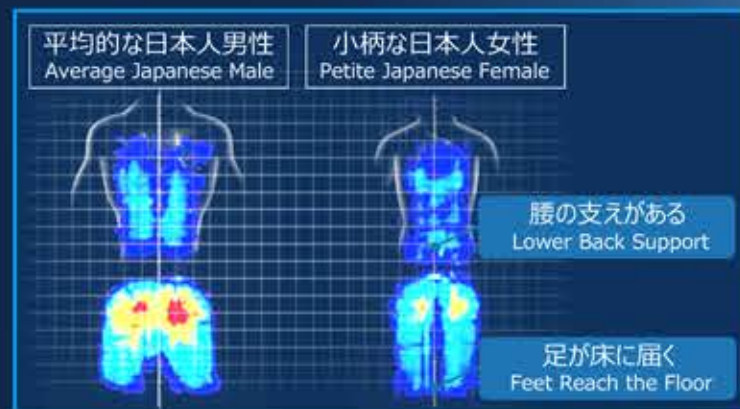 平均的な日本人男性
Average Japanese Male
小柄な日本人女性
Petite Japanese Female
腰の支えがある
Lower Back Support
足が床に届く
Feet Reach the Floor